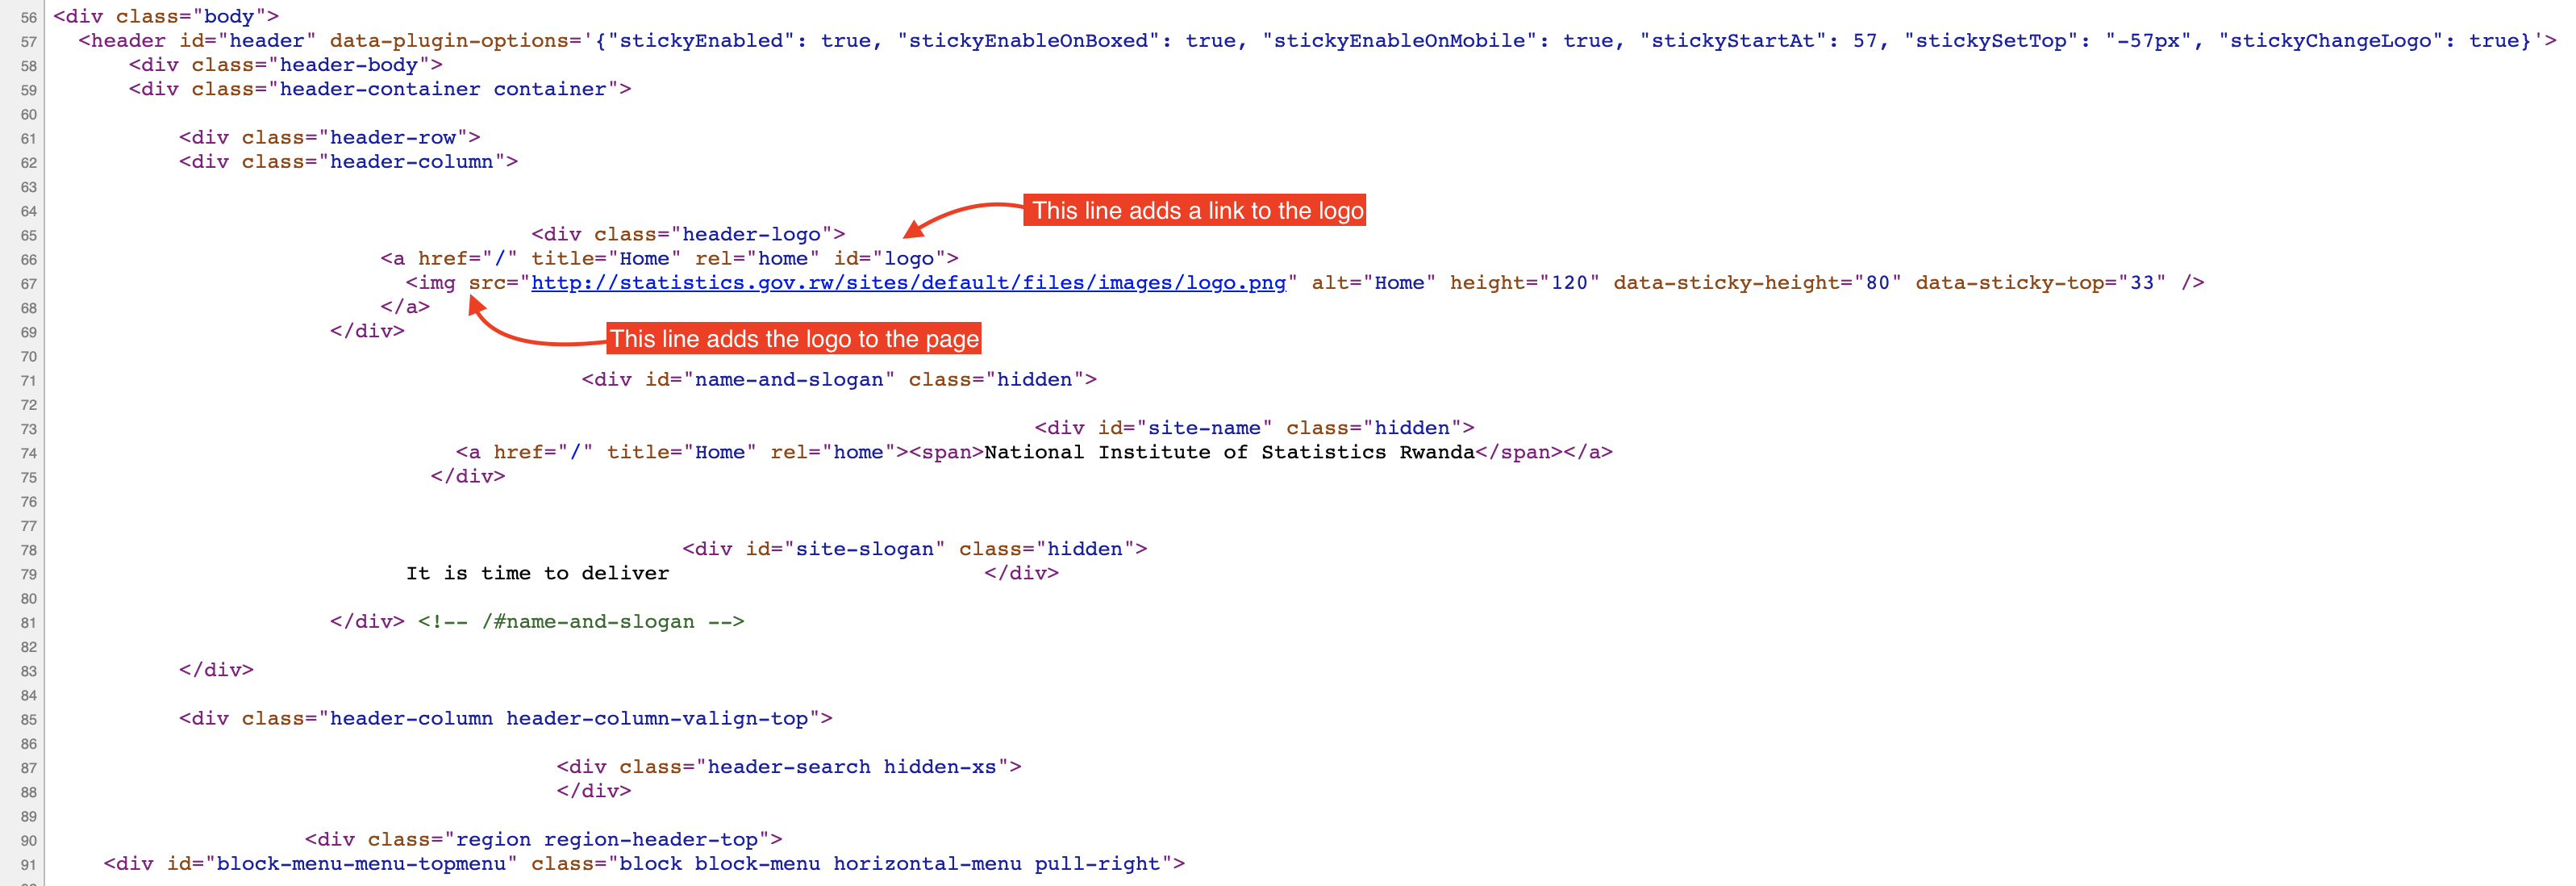 56 <div class="body">
57 <header id="header" data-plugin-options='{"stickyEnabled": true, "stickyEnableOnBoxed": true, "stickyEnableOnMobile": true, "stickyStartAt": 57, "stickySetTop": "-57px", "stickyChangeLogo": true}'>
58 <div class="header-body">
59 <div class="header-container container">
60
61 <div class="header-row">
62 <div class="header-column">
63
64
This line adds a link to the logo
65 <div class="header-logo">
66 <a href="/" title="Home" rel="home" id="logo">
67 <img src="http://statistics.gov.rw/sites/default/files/images/logo.png" alt="Home" height="120" data-sticky-height="80" data-sticky-top="33" />
68 </a>
69 </div>
This line adds the logo to the page
70
71 <div id="name-and-slogan" class="hidden">
72
73 <div id="site-name" class="hidden">
74 <a href="/" title="Home" rel="home"><span>National Institute of Statistics Rwanda</span></a>
75 </div>
76
77
78 <div id="site-slogan" class="hidden">
79 It is time to deliver </div>
80
81 </div> <!-- /#name-and-slogan -->
82
83 </div>
84
85 <div class="header-column header-column-valign-top">
86
87 <div class="header-search hidden-xs">
88 </div>
89
90 <div class="region region-header-top">
91 <div id="block-menu-menu-topmenu" class="block block-menu horizontal-menu pull-right">